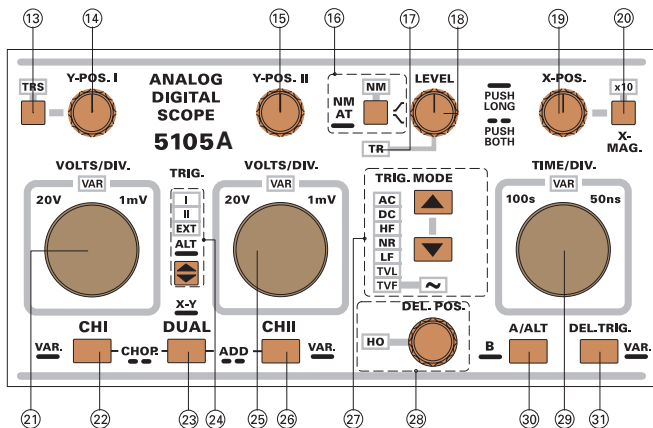 13 14 15 16 17 18 19 20
TRS Y-POS. I ANALOG DIGITAL SCOPE 5105A Y-POS. II NM AT NM LEVEL PUSH LONG PUSH BOTH X-POS. x10 X-MAG.
TR
VOLTS/DIV. TRIG. VOLTS/DIV. TRIG. MODE TIME/DIV.
VAR VAR VAR
20V 1mV 20V 1mV 100s 50ns
I
II
EXT
ALT
AC
DC
HF
NR
LF
TVL
TVF ~
X-Y
DEL. POS.
HO
CHI DUAL CHII A/ALT DEL.TRIG.
VAR. CHOP. ADD VAR. B VAR.
21 22 23 24 25 26 27 28 30 29 31